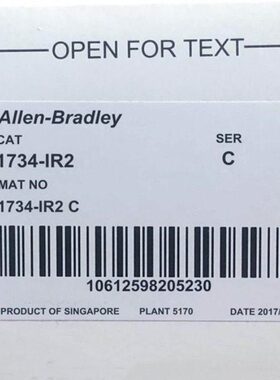 OPEN FOR TEXT
Allen-Bradley
CAT
SER
1734-IR2
C
MAT NO
1734-IR2 C
10612598205230
PRODUCT OF SINGAPORE PLANT 5170 DATE 2017/